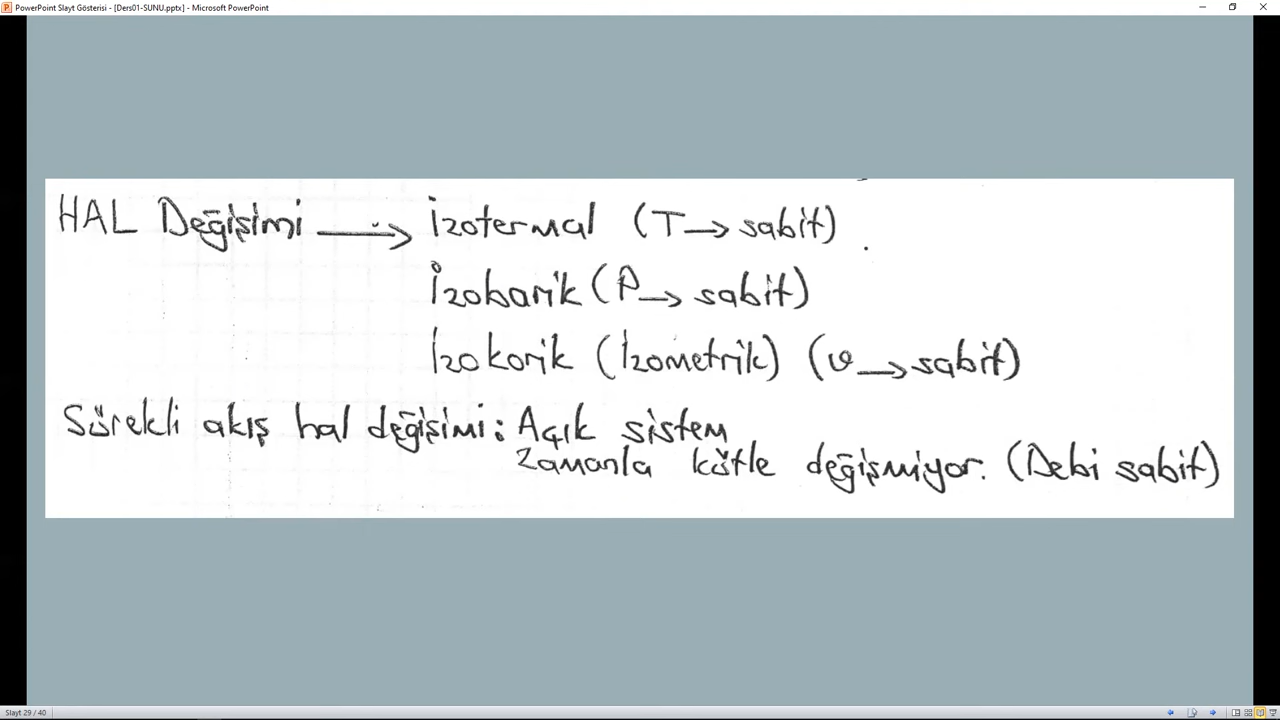 PowerPoint Slayt Gösterisi - [Ders01-SUNU.pptx] - Microsoft PowerPoint
HAL Değişimi → İzotermal (T → sabit)
İzobarik (P → sabit)
İzokorik (İzometrik) (v → sabit)
Sürekli akış hal değişimi: Açık sistem
Zamanla kütle değişmiyor. (Debi sabit)
Slayt 29 / 40